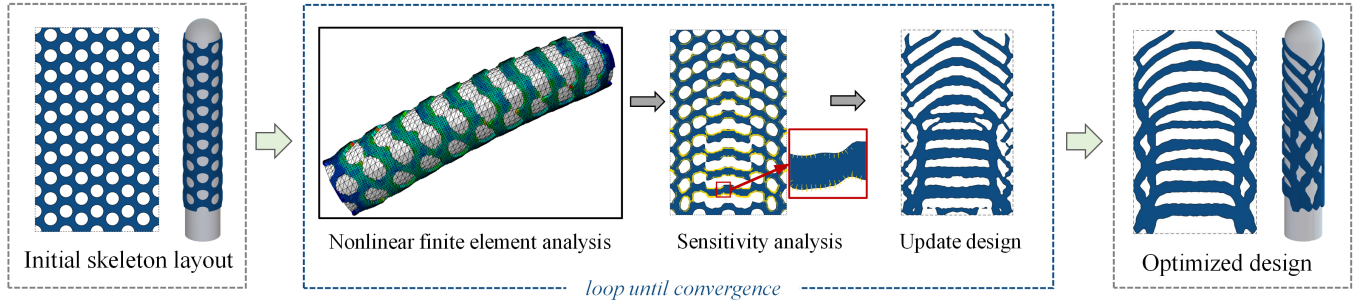 Initial skeleton layout
Nonlinear finite element analysis
Sensitivity analysis
Update design
Optimized design
loop until convergence